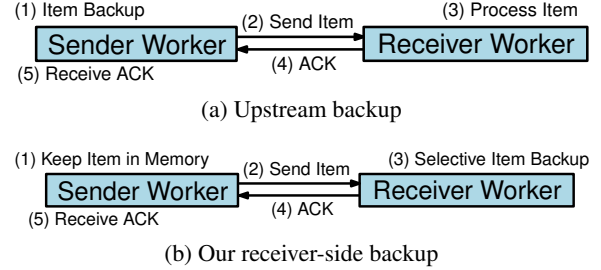 (1) Item Backup
(2) Send Item
(3) Process Item
Sender Worker
Receiver Worker
(4) ACK
(5) Receive ACK
(a) Upstream backup
(1) Keep Item in Memory
(2) Send Item
(3) Selective Item Backup
Sender Worker
Receiver Worker
(4) ACK
(5) Receive ACK
(b) Our receiver-side backup